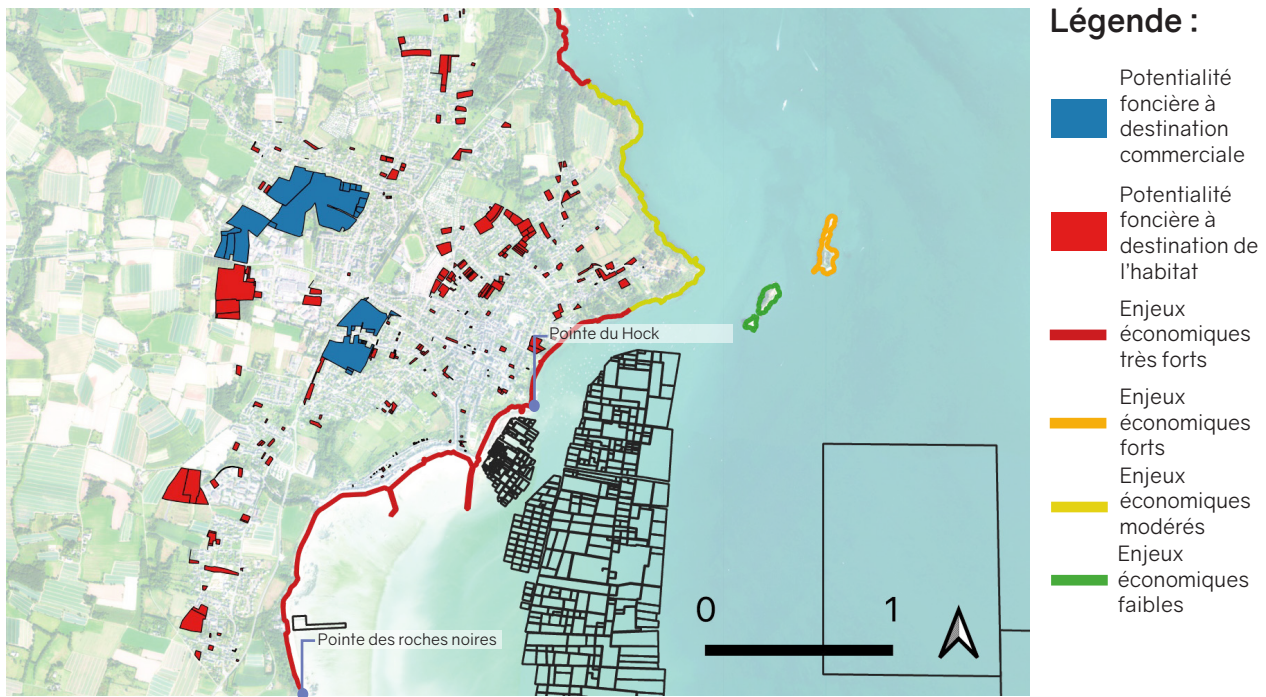 Légende :
Potentialité
foncière à
destination
commerciale
Potentialité
foncière à
destination de
l'habitat
Enjeux
économiques
très forts
Enjeux
économiques
forts
Enjeux
économiques
modérés
Enjeux
économiques
faibles
Pointe du Hock
Pointe des roches noires
0 1